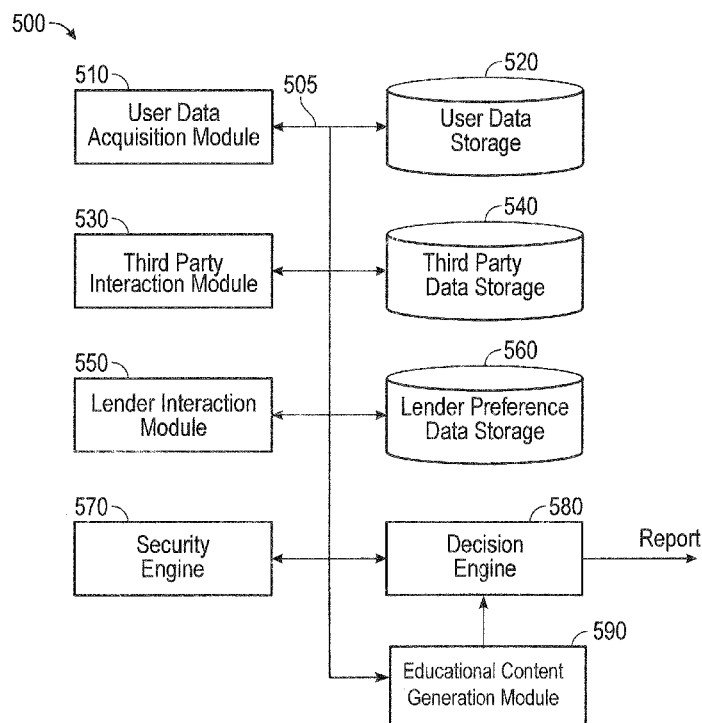 500
510
505
520
User Data
Acquisition Module
User Data
Storage
530
540
Third Party
Interaction Module
Third Party
Data Storage
550
560
Lender Interaction
Module
Lender Preference
Data Storage
570
580
Security
Engine
Decision
Engine
Report
590
Educational Content
Generation Module